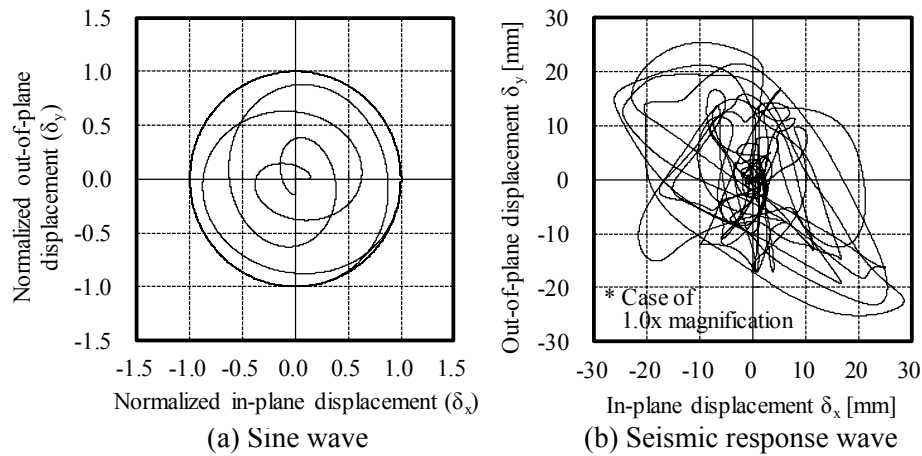 1.5
1.0
0.5
0.0
-0.5
-1.0
-1.5
-1.5 -1.0 -0.5 0.0 0.5 1.0 1.5
Normalized out-of-plane
displacement (δy)
Normalized in-plane displacement (δx)
(a) Sine wave
30
20
10
0
-10
-20
-30
-30 -20 -10 0 10 20 30
Out-of-plane displacement δy [mm]
* Case of
1.0x magnification
In-plane displacement δx [mm]
(b) Seismic response wave